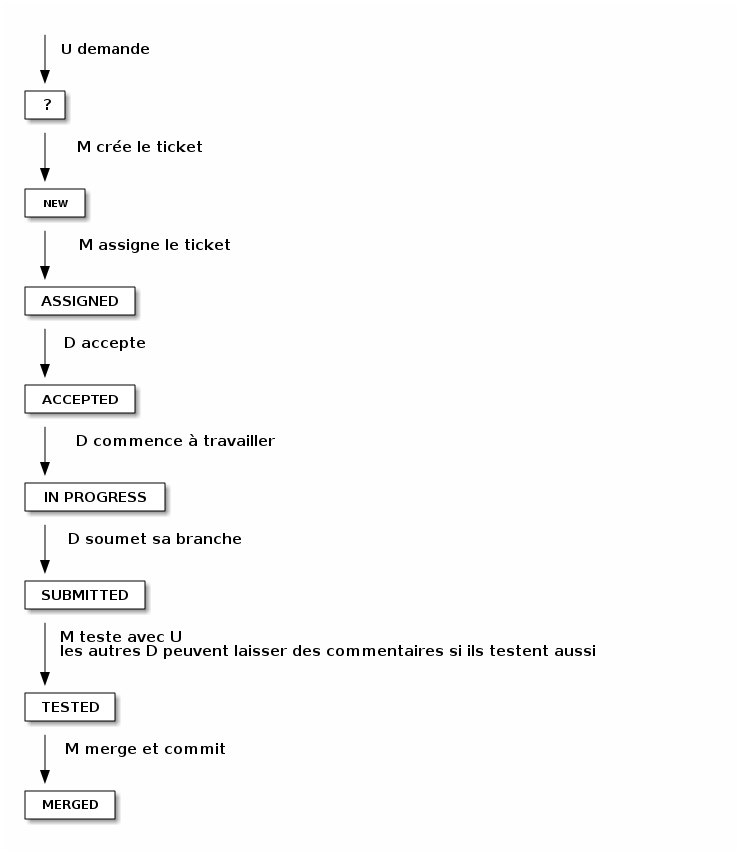 U demande
?
M crée le ticket
NEW
M assigne le ticket
ASSIGNED
D accepte
ACCEPTED
D commence à travailler
IN PROGRESS
D soumet sa branche
SUBMITTED
M teste avec U
les autres D peuvent laisser des commentaires si ils testent aussi
TESTED
M merge et commit
MERGED